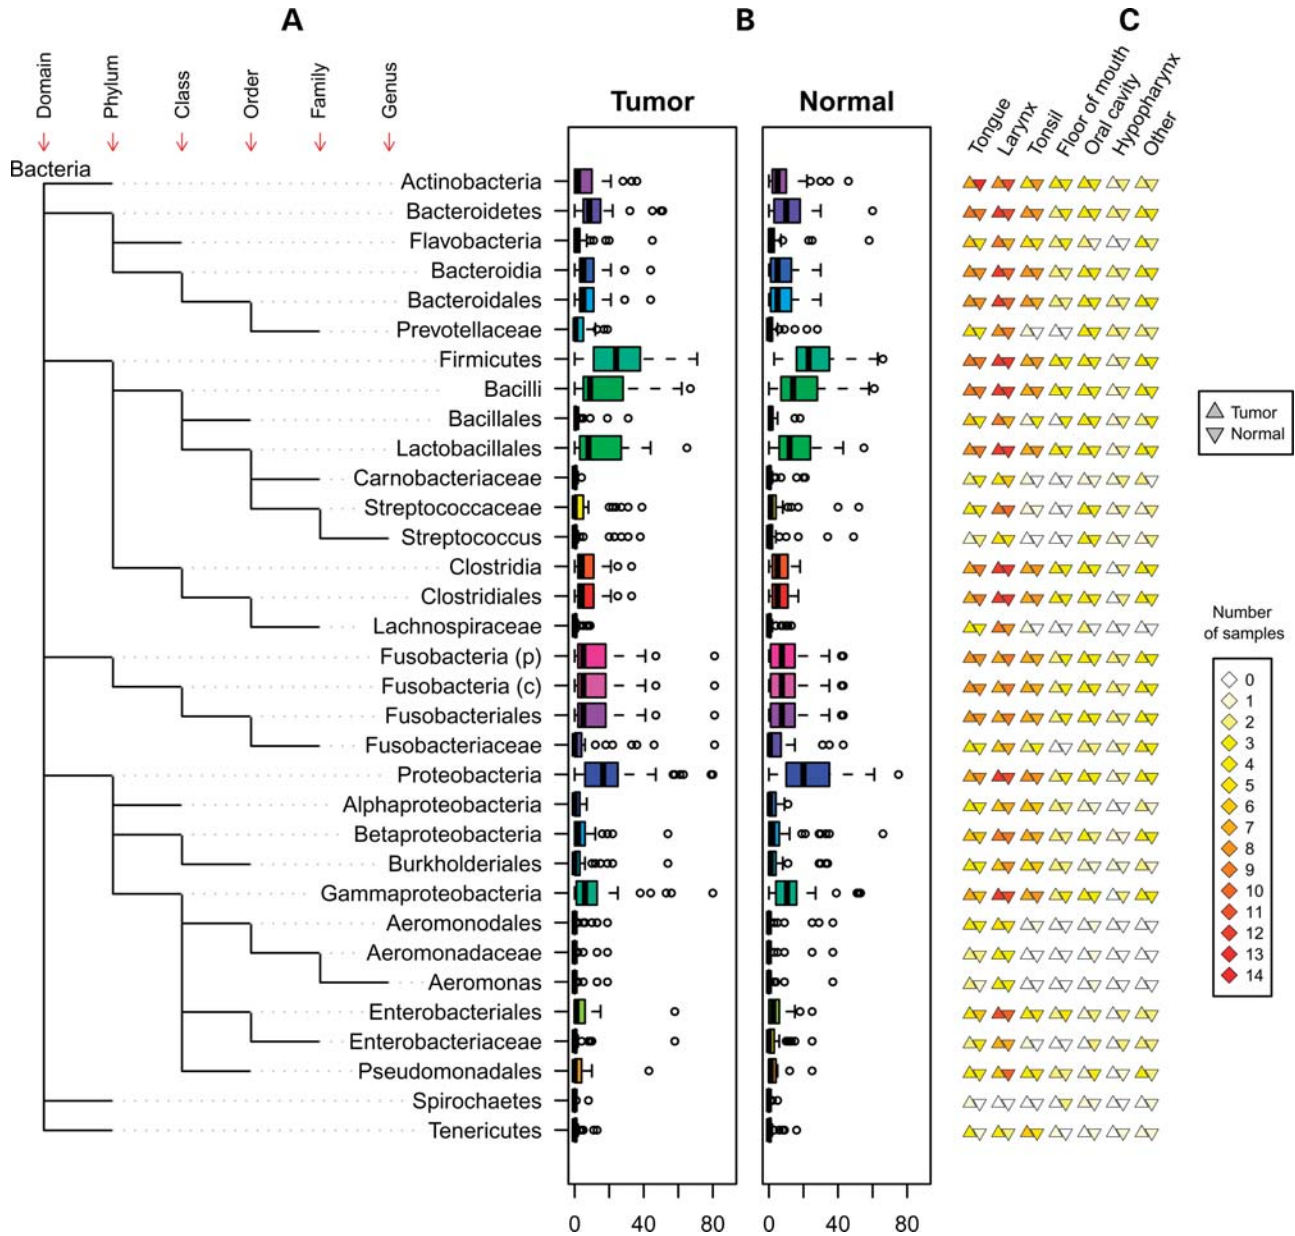 A B C
Domain Phylum Class Order Family Genus
Tumor Normal
Tongue Larynx Tonsil Floor of mouth Oral cavity Hypopharynx Other
Bacteria
Actinobacteria
Bacteroidetes
Flavobacteria
Bacteroidia
Bacteroidales
Prevotellaceae
Firmicutes
Bacilli
Bacillales
Lactobacillales
Carnobacteriaceae
Streptococcaceae
Streptococcus
Clostridia
Clostridiales
Lachnospiraceae
Fusobacteria (p)
Fusobacteria (c)
Fusobacteriales
Fusobacteriaceae
Proteobacteria
Alphaproteobacteria
Betaproteobacteria
Burkholderiales
Gammaproteobacteria
Aeromonodales
Aeromonadaceae
Aeromonas
Enterobacteriales
Enterobacteriaceae
Pseudomonadales
Spirochaetes
Tenericutes
0 40 80 0 40 80
Tumor
Normal
Number
of samples
0
1
2
3
4
5
6
7
8
9
10
11
12
13
14